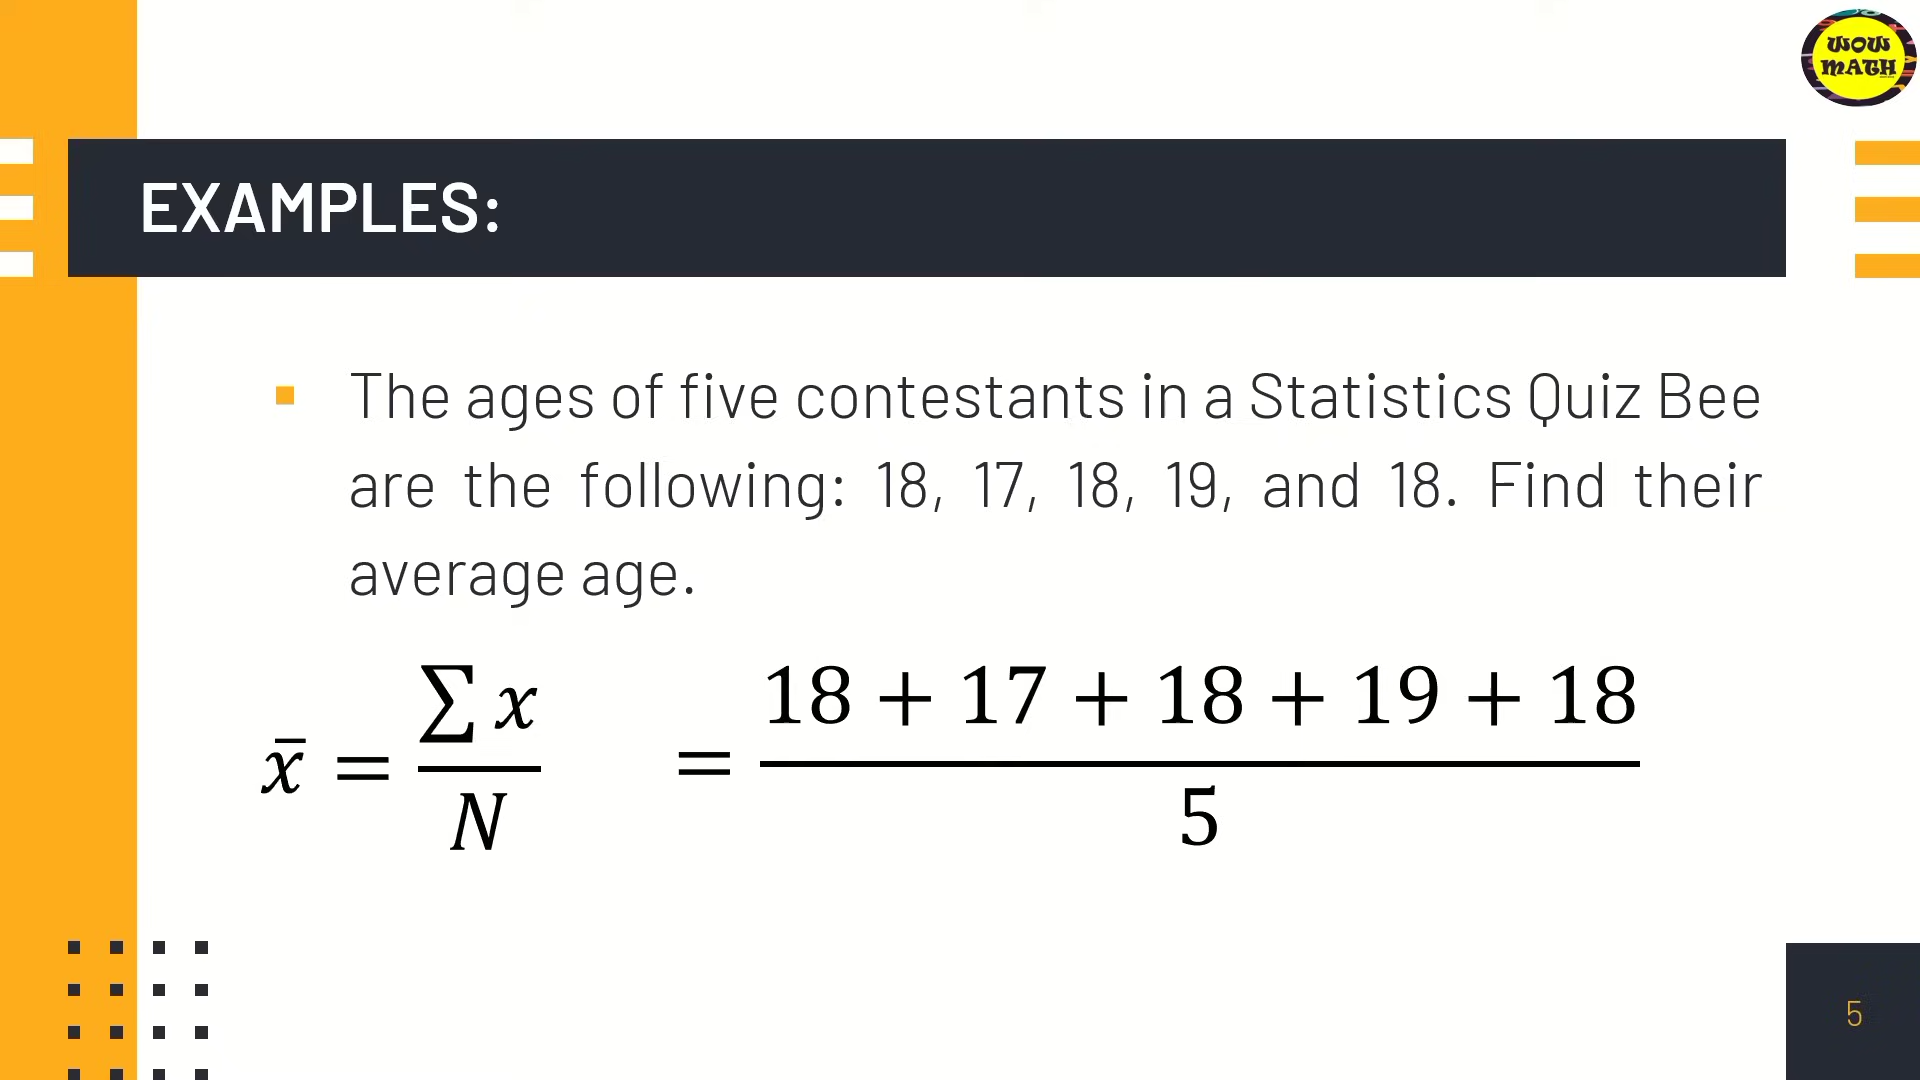 WOW
MATH
EXAMPLES:
▪ The ages of five contestants in a Statistics Quiz Bee
are the following: 18, 17, 18, 19, and 18. Find their
average age.
x̄ = ∑ x / N = 18 + 17 + 18 + 19 + 18 / 5
5